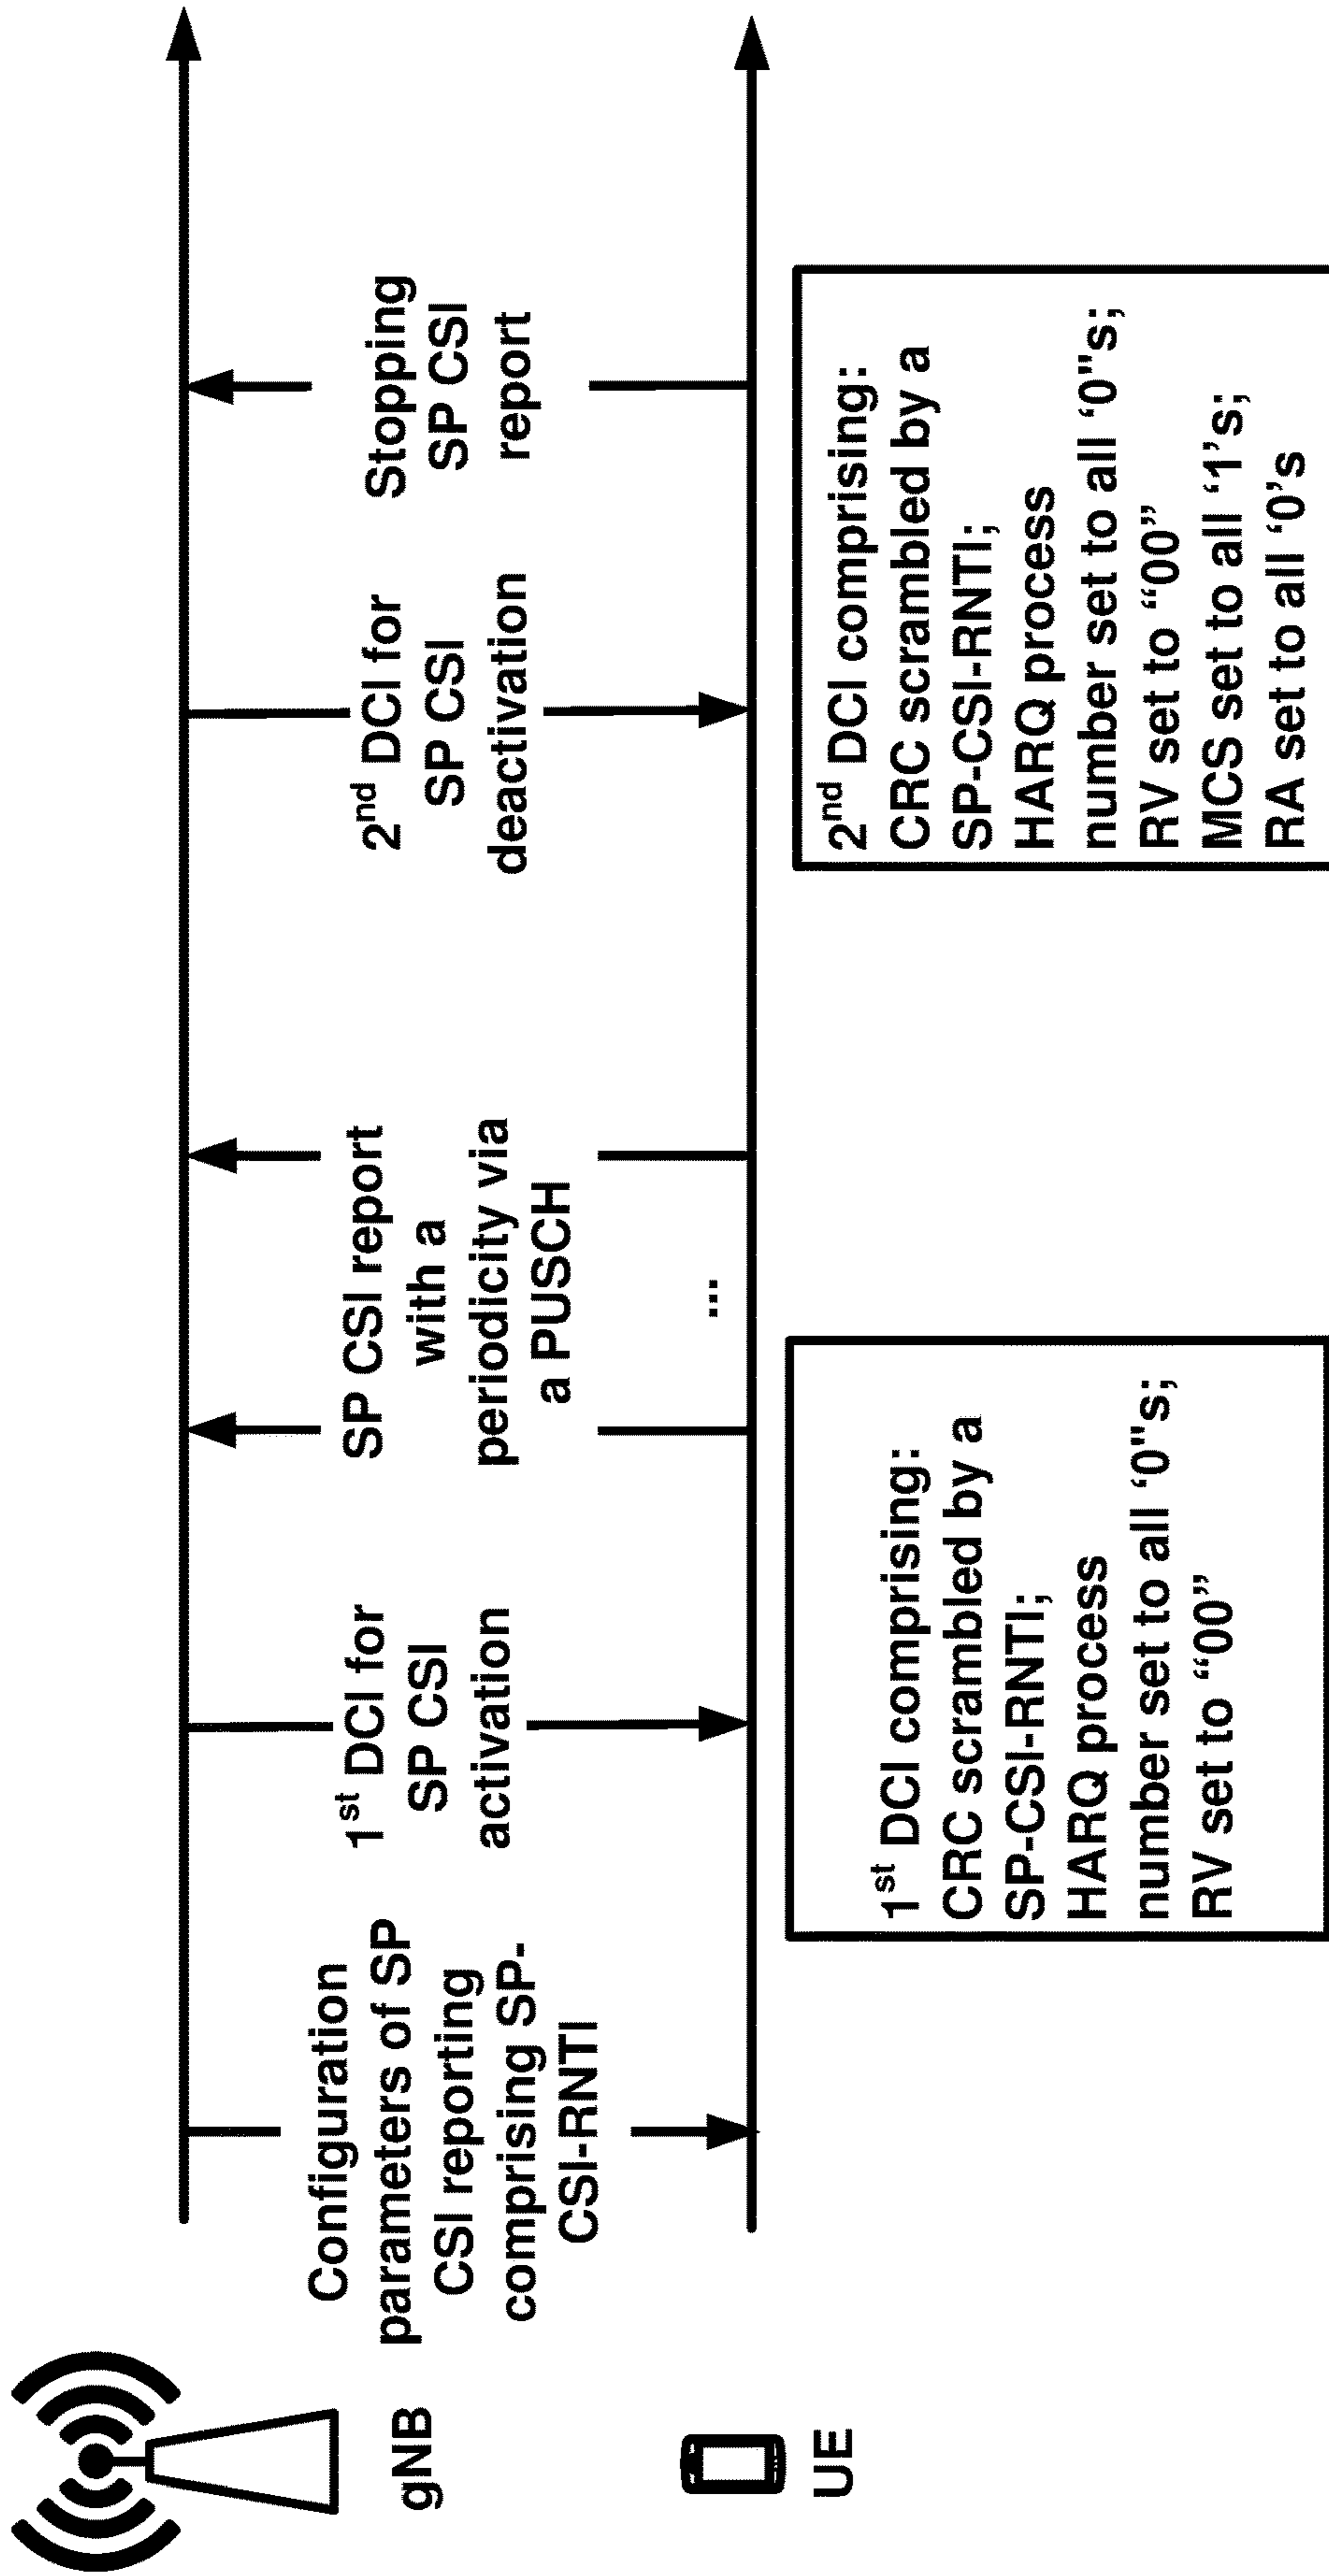 gNB
UE
Configuration
parameters of SP
CSI reporting
comprising SP-
CSI-RNTI
1st DCI for
SP CSI
activation
SP CSI report
with a
periodicity via
a PUSCH
...
2nd DCI for
SP CSI
deactivation
Stopping
SP CSI
report
1st DCI comprising:
CRC scrambled by a
SP-CSI-RNTI;
HARQ process
number set to all ‘0"s;
RV set to “00”
2nd DCI comprising:
CRC scrambled by a
SP-CSI-RNTI;
HARQ process
number set to all ‘0"s;
RV set to “00”
MCS set to all ‘1’s;
RA set to all ‘0’s